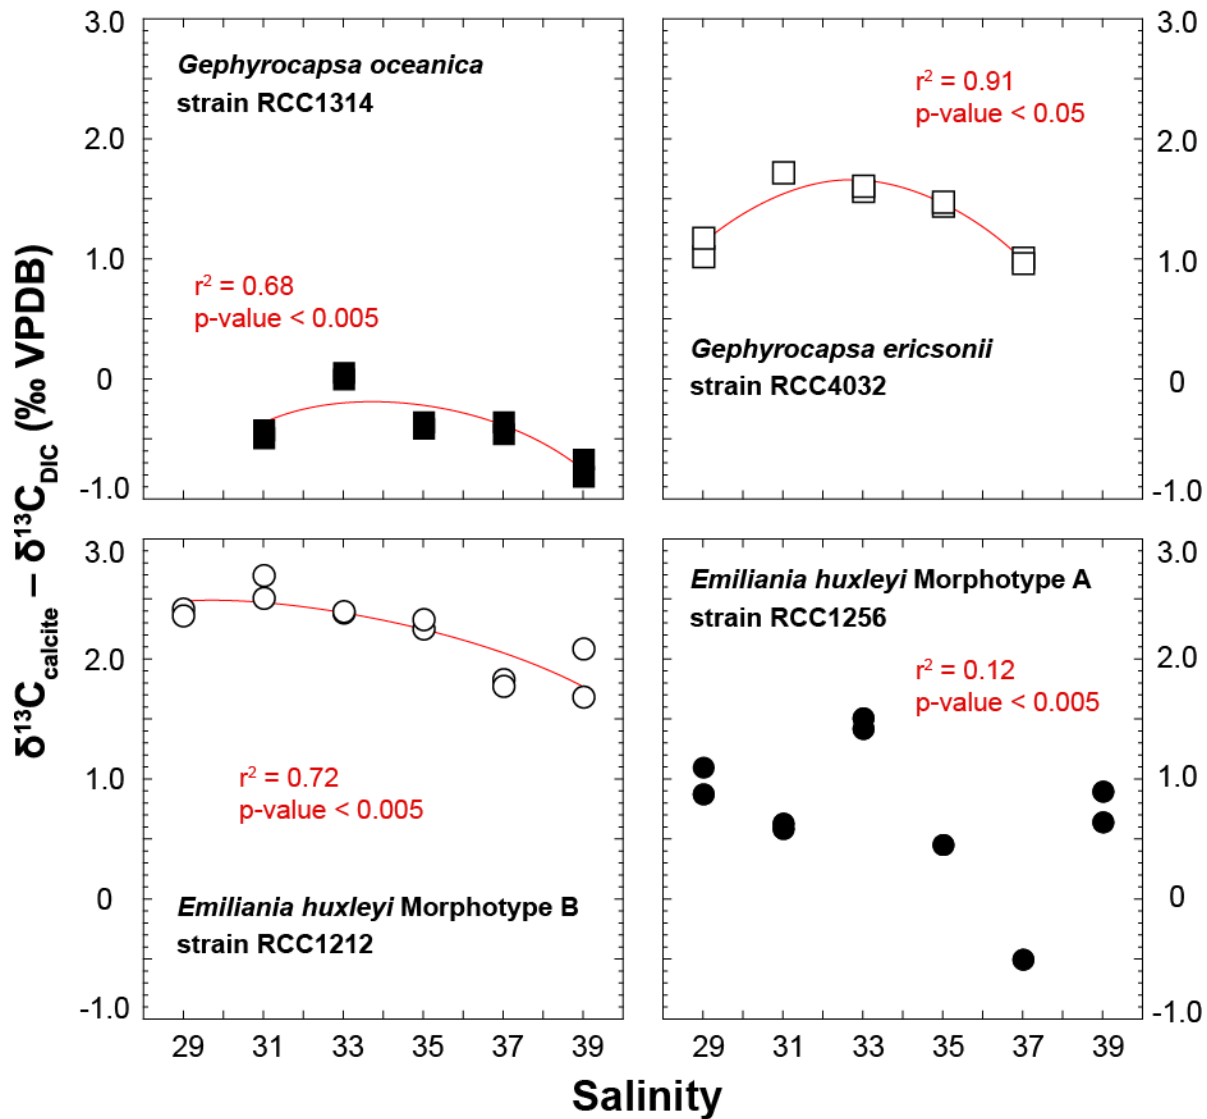 δ¹³C calcite – δ¹³C DIC (‰ VPDB)
3.0
2.0
1.0
0
-1.0
Gephyrocapsa oceanica
strain RCC1314
r² = 0.68
p-value < 0.005
r² = 0.91
p-value < 0.05
Gephyrocapsa ericsonii
strain RCC4032
3.0
2.0
1.0
0
-1.0
3.0
2.0
1.0
0
-1.0
r² = 0.72
p-value < 0.005
Emiliania huxleyi Morphotype B
strain RCC1212
Emiliania huxleyi Morphotype A
strain RCC1256
r² = 0.12
p-value < 0.005
3.0
2.0
1.0
0
-1.0
29 31 33 35 37 39
29 31 33 35 37 39
Salinity